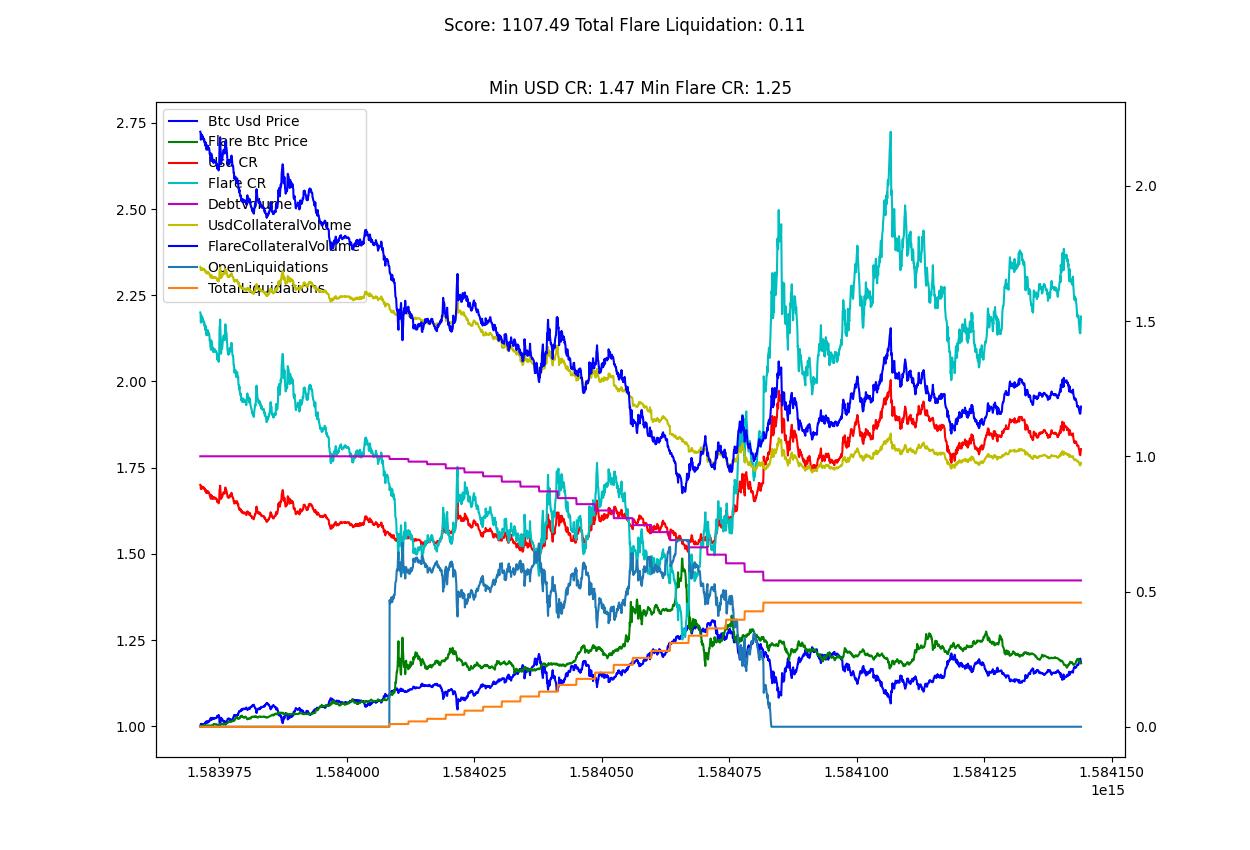 Score: 1107.49 Total Flare Liquidation: 0.11
Min USD CR: 1.47 Min Flare CR: 1.25
Btc Usd Price
Flare Btc Price
Usd CR
Flare CR
DebtVolume
UsdCollateralVolume
FlareCollateralVolume
OpenLiquidations
TotalLiquidations
2.75
2.50
2.25
2.00
1.75
1.50
1.25
1.00
2.0
1.5
1.0
0.5
0.0
1.583975 1.584000 1.584025 1.584050 1.584075 1.584100 1.584125 1.584150
1e15